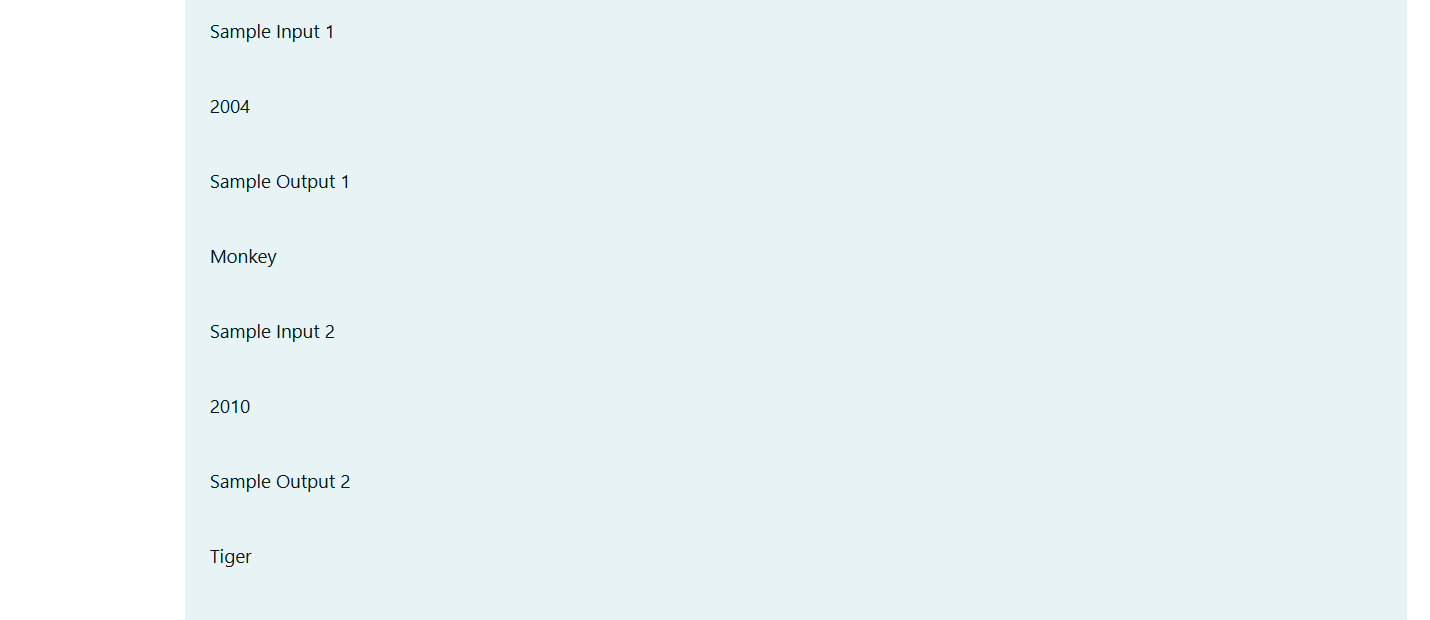 Sample Input 1
2004
Sample Output 1
Monkey
Sample Input 2
2010
Sample Output 2
Tiger